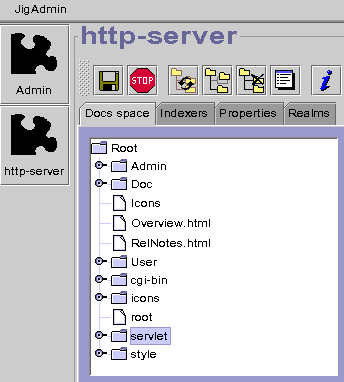 JigAdmin
http-server
STOP
i
Admin
http-server
Docs space
Indexers
Properties
Realms
Root
Admin
Doc
Icons
Overview.html
RelNotes.html
User
cgi-bin
icons
root
servlet
style